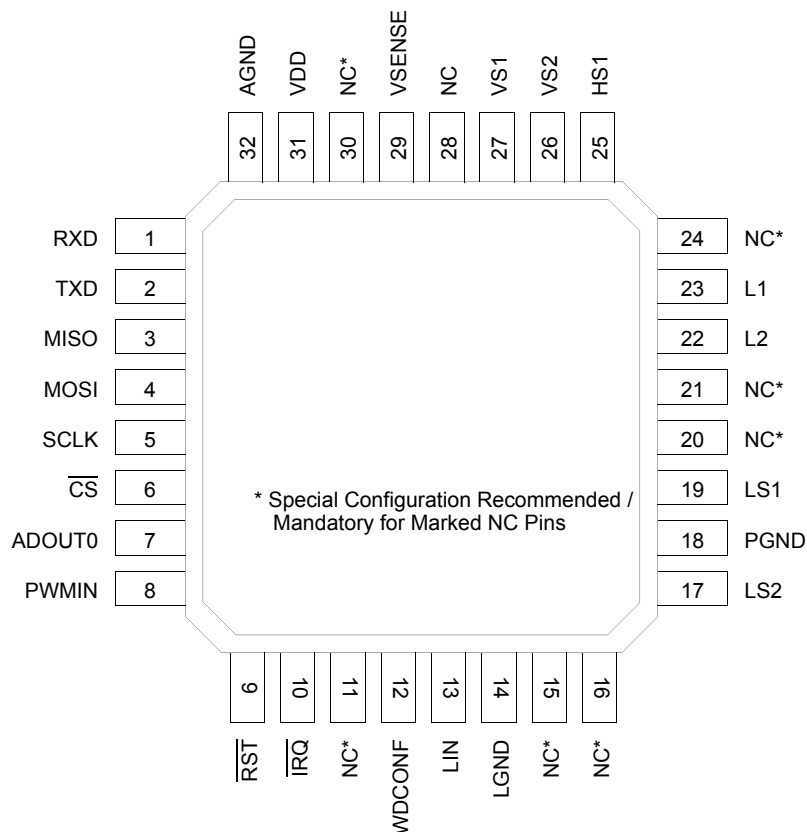 AGND
VDD
NC*
VSENSE
NC
VS1
VS2
HS1
32
31
30
29
28
27
26
25
RXD 1
TXD 2
MISO 3
MOSI 4
SCLK 5
CS 6
ADOUT0 7
PWMIN 8
24 NC*
23 L1
22 L2
21 NC*
20 NC*
19 LS1
18 PGND
17 LS2
* Special Configuration Recommended /
Mandatory for Marked NC Pins
9
10
11
12
13
14
15
16
RST
IRQ
NC*
WDCONF
LIN
LGND
NC*
NC*